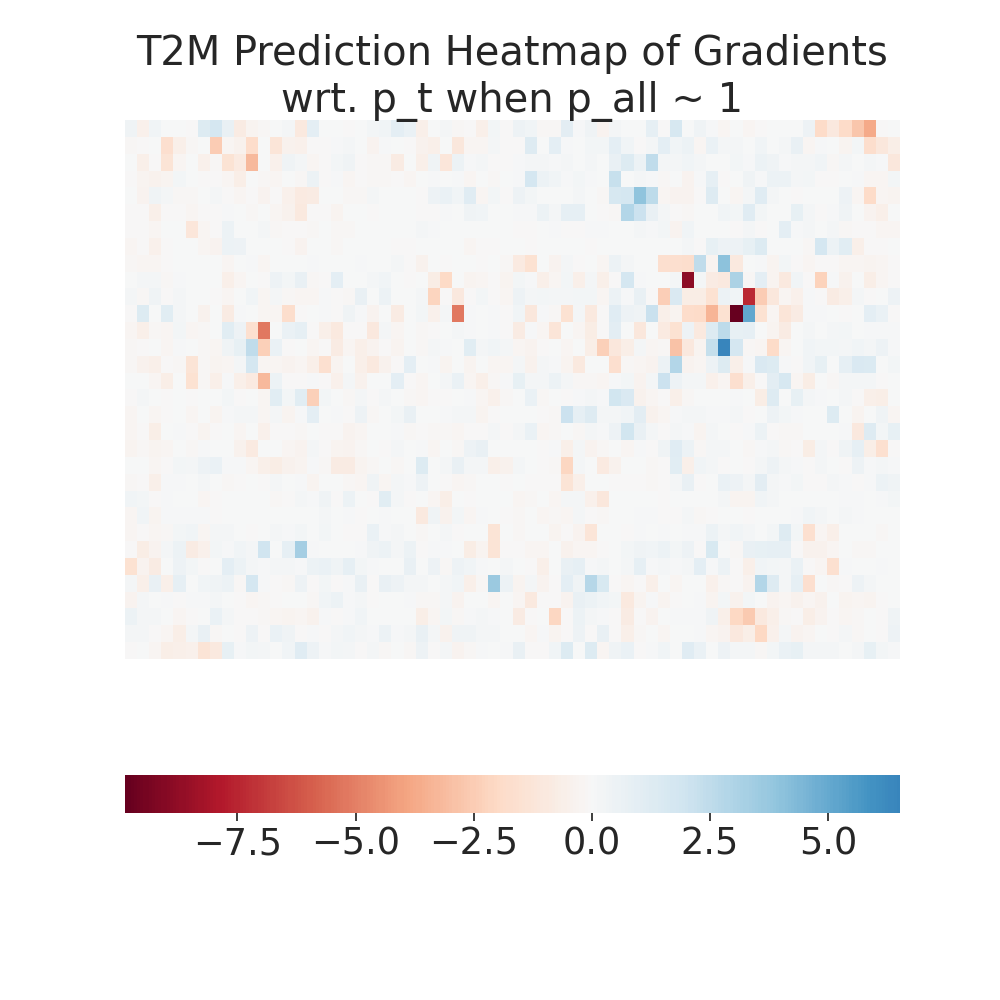 T2M Prediction Heatmap of Gradients
wrt. p_t when p_all ~ 1
−7.5 −5.0 −2.5 0.0 2.5 5.0